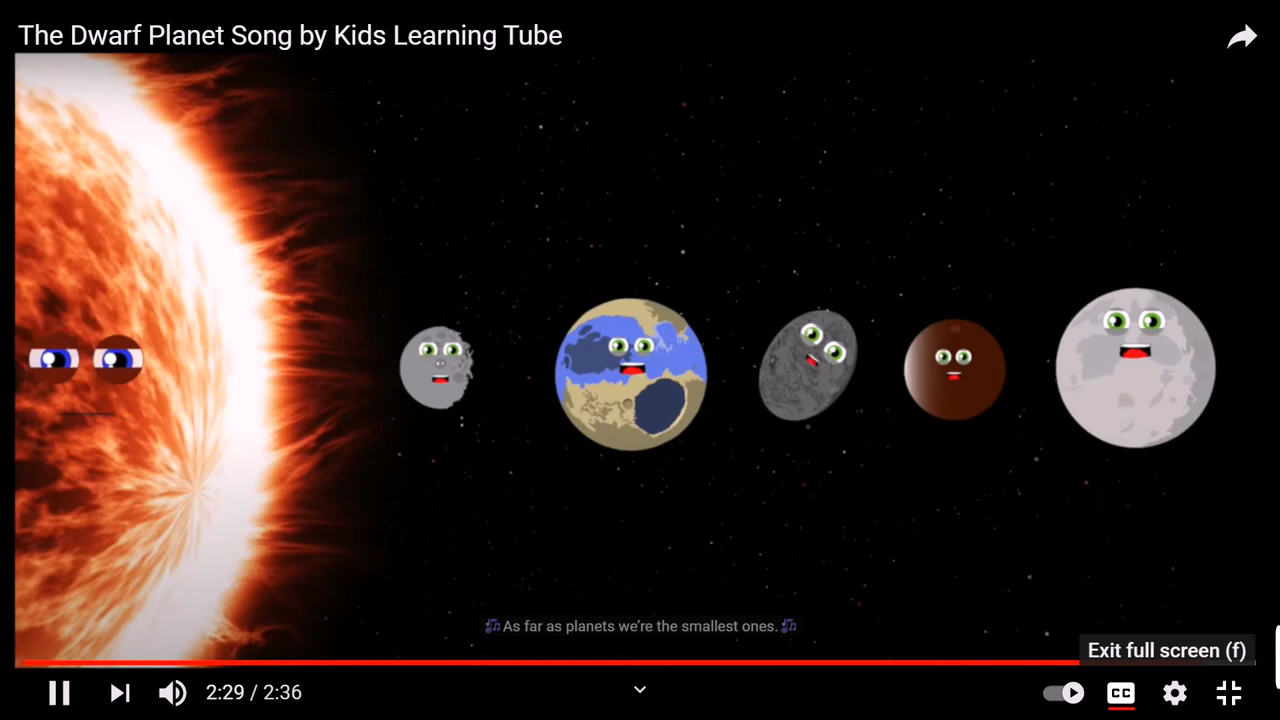 The Dwarf Planet Song by Kids Learning Tube
🎶As far as planets we're the smallest ones.🎶
Exit full screen (f)
2:29 / 2:36
CC